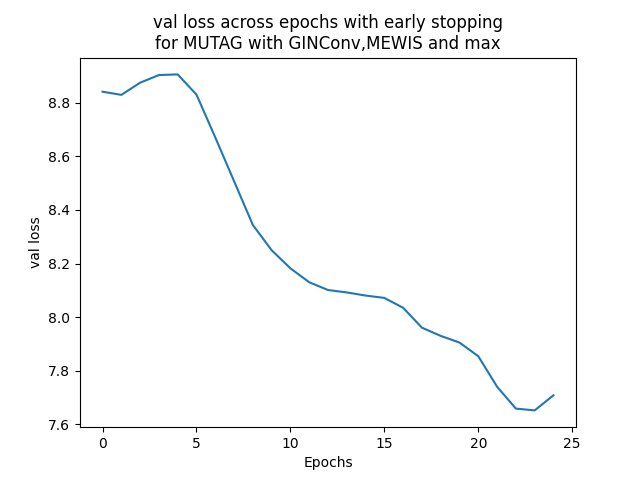 val loss across epochs with early stopping
for MUTAG with GINConv,MEWIS and max
8.8
8.6
8.4
8.2
8.0
7.8
7.6
val loss
0 5 10 15 20 25
Epochs